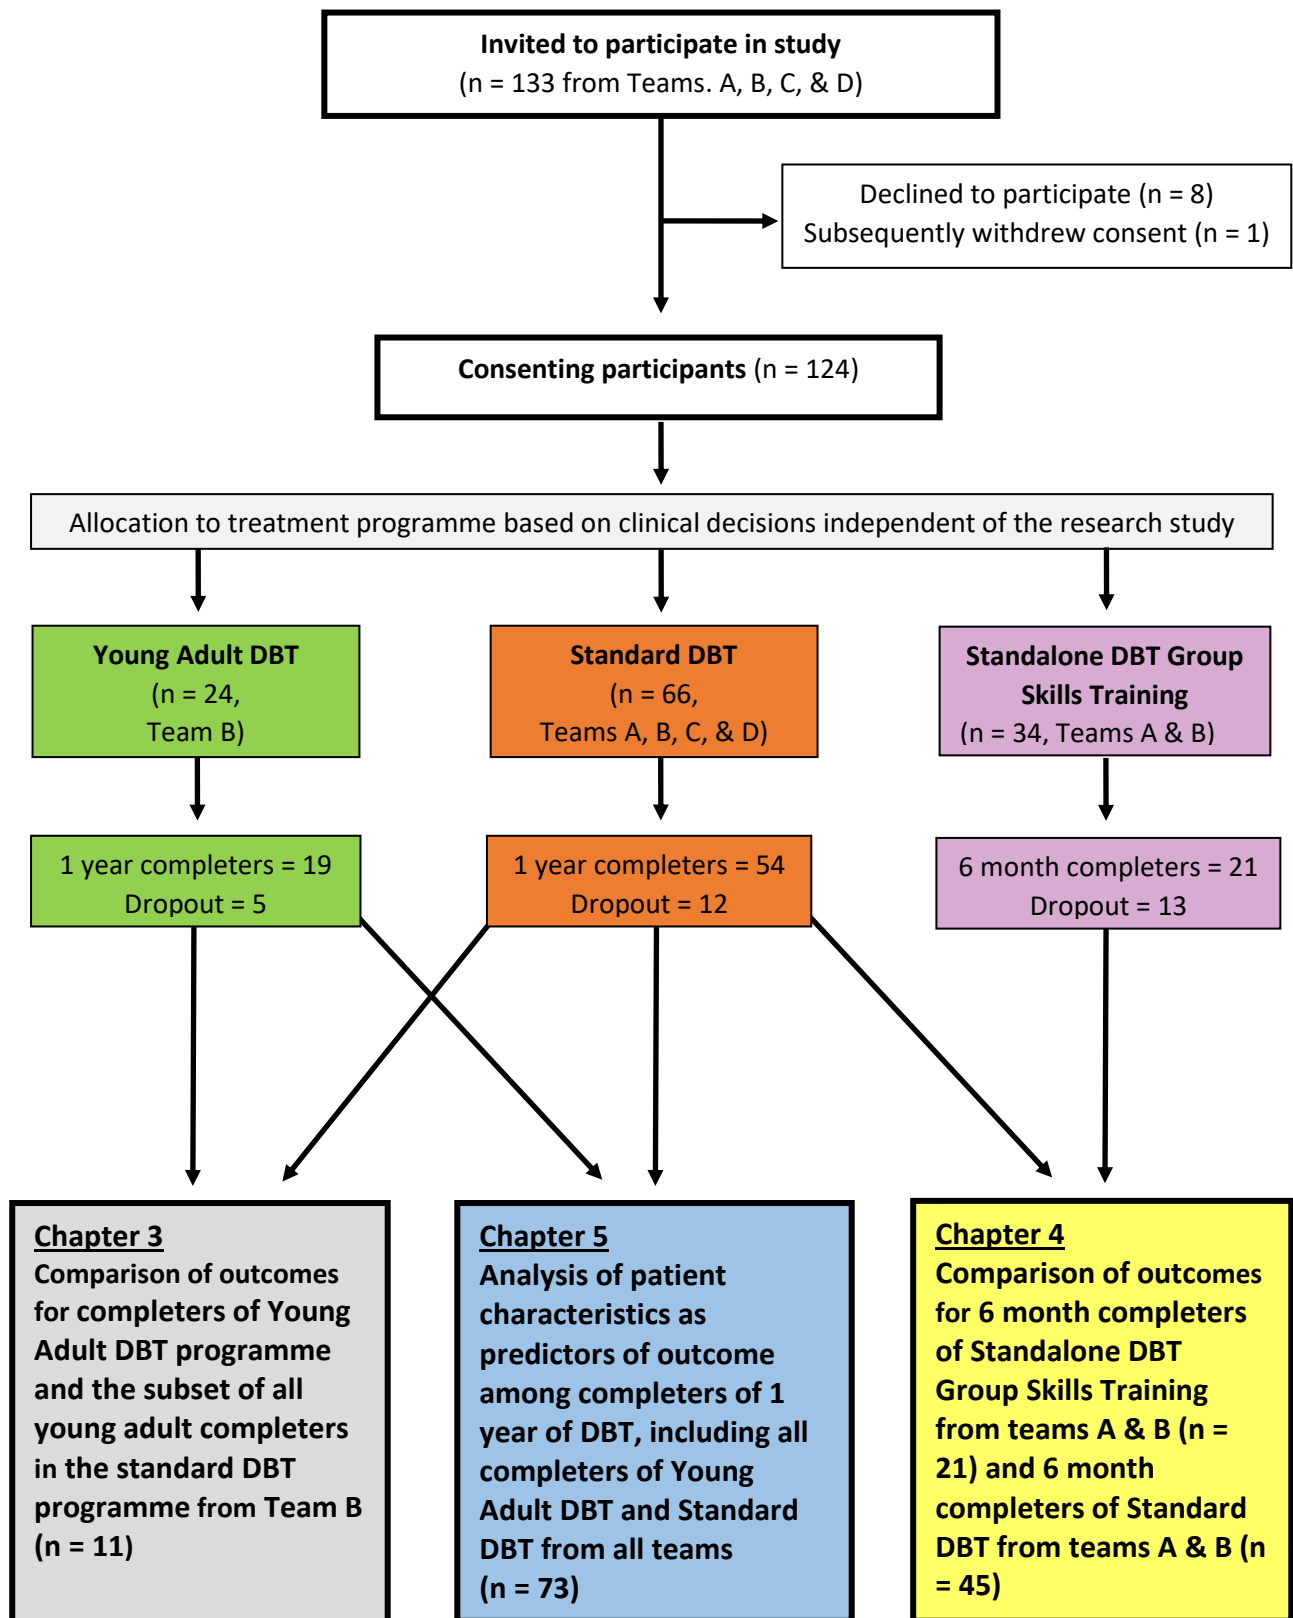 Invited to participate in study
(n = 133 from Teams. A, B, C, & D)
Declined to participate (n = 8)
Subsequently withdrew consent (n = 1)
Consenting participants (n = 124)
Allocation to treatment programme based on clinical decisions independent of the research study
Young Adult DBT
(n = 24,
Team B)
Standard DBT
(n = 66,
Teams A, B, C, & D)
Standalone DBT Group
Skills Training
(n = 34, Teams A & B)
1 year completers = 19
Dropout = 5
1 year completers = 54
Dropout = 12
6 month completers = 21
Dropout = 13
Chapter 3
Comparison of outcomes
for completers of Young
Adult DBT programme
and the subset of all
young adult completers
in the standard DBT
programme from Team B
(n = 11)
Chapter 5
Analysis of patient
characteristics as
predictors of outcome
among completers of 1
year of DBT, including all
completers of Young
Adult DBT and Standard
DBT from all teams
(n = 73)
Chapter 4
Comparison of outcomes
for 6 month completers
of Standalone DBT
Group Skills Training
from teams A & B (n =
21) and 6 month
completers of Standard
DBT from teams A & B (n
= 45)